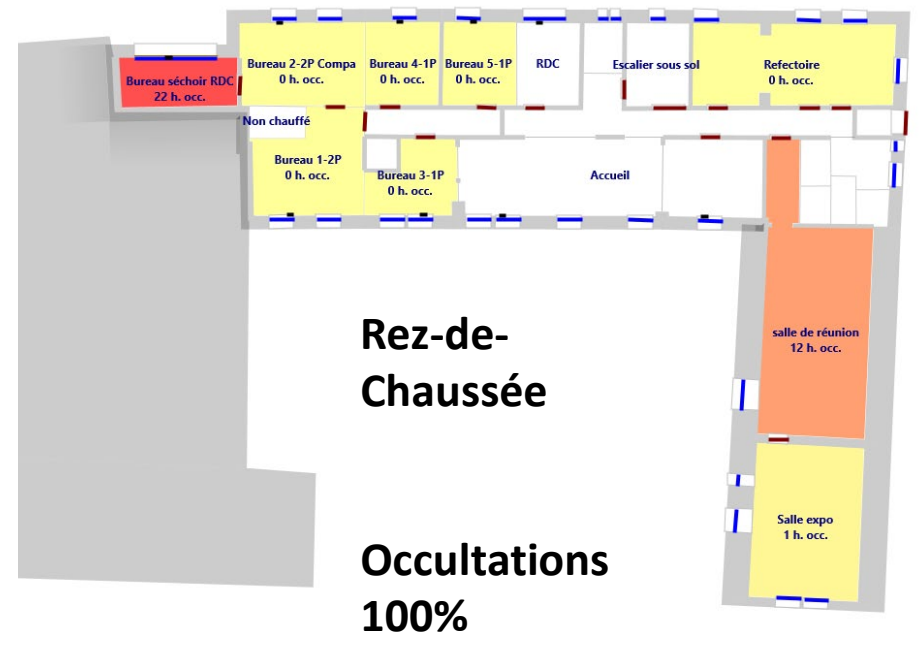 Bureau séchoir RDC
22 h. occ.
Bureau 2-2P Compa
0 h. occ.
Bureau 4-1P
0 h. occ.
Bureau 5-1P
0 h. occ.
RDC
Escalier sous sol
Refectoire
0 h. occ.
Non chauffé
Bureau 1-2P
0 h. occ.
Bureau 3-1P
0 h. occ.
Accueil
salle de réunion
12 h. occ.
Rez-de-
Chaussée
Salle expo
1 h. occ.
Occultations
100%